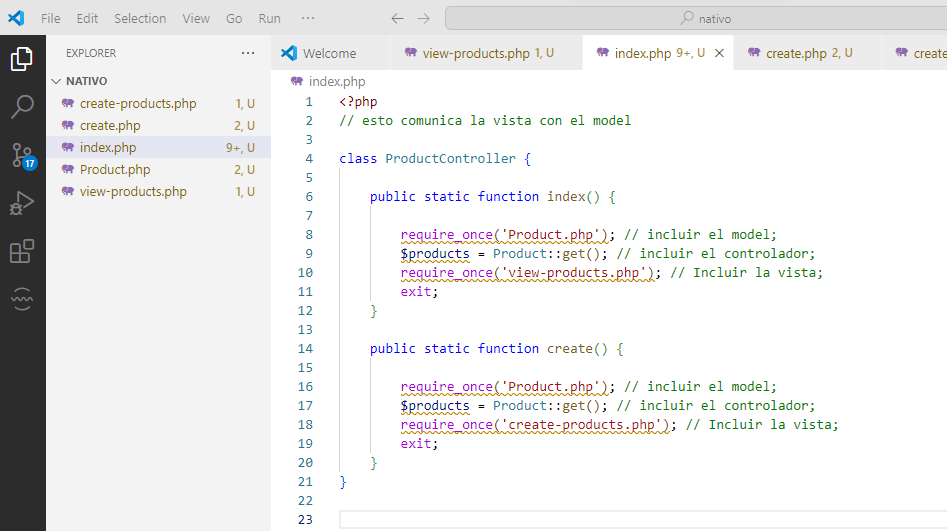 File Edit Selection View Go Run ··· ← → nativo
EXPLORER ···
Welcome view-products.php 1, U index.php 9+, U × create.php 2, U create
NATIVO
create-products.php 1, U
create.php 2, U
index.php 9+, U
Product.php 2, U
view-products.php 1, U
17
index.php
1 <?php
2 // esto comunica la vista con el model
3
4 class ProductController {
5
6 public static function index() {
7
8 require_once('Product.php'); // incluir el model;
9 $products = Product::get(); // incluir el controlador;
10 require_once('view-products.php'); // Incluir la vista;
11 exit;
12 }
13
14 public static function create() {
15
16 require_once('Product.php'); // incluir el model;
17 $products = Product::get(); // incluir el controlador;
18 require_once('create-products.php'); // Incluir la vista;
19 exit;
20 }
21 }
22
23